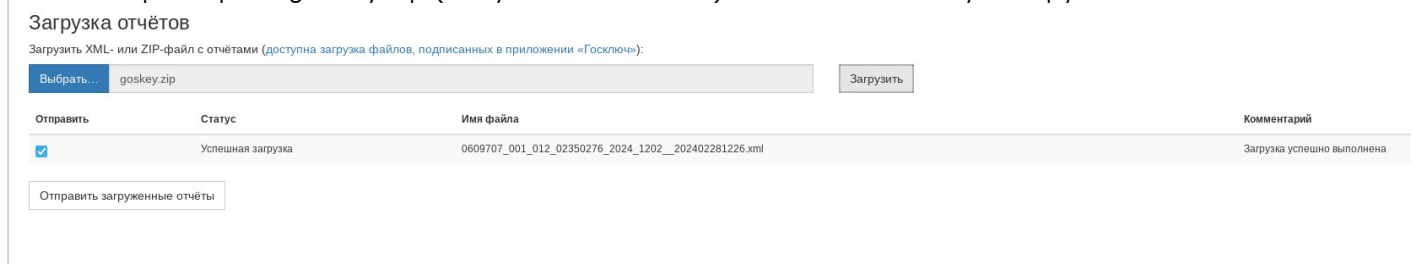 Загрузка отчётов
Загрузить XML- или ZIP-файл с отчётами (доступна загрузка файлов, подписанных в приложении «Госключ»):
Выбрать... goskey.zip Загрузить
Отправить Статус Имя файла Комментарий
Успешная загрузка 0609707_001_012_02350276_2024_1202__202402281226.xml Загрузка успешно выполнена
Отправить загруженные отчёты